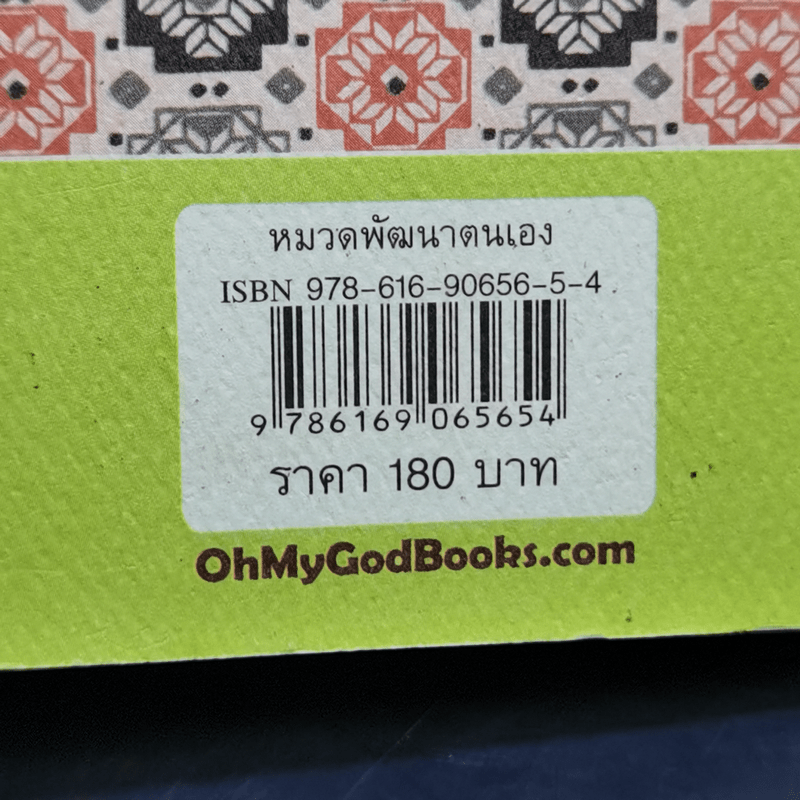 หมวดพัฒนาตนเอง
ISBN 978-616-90656-5-4
9 786169 065654
ราคา 180 บาท
OhMyGodBooks.com